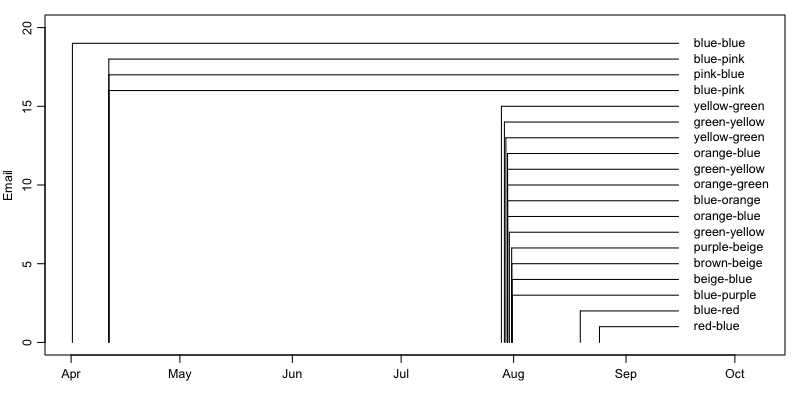 20
blue-blue
blue-pink
pink-blue
blue-pink
15
yellow-green
green-yellow
yellow-green
orange-blue
green-yellow
10
orange-green
blue-orange
orange-blue
green-yellow
purple-beige
5
brown-beige
beige-blue
blue-purple
blue-red
red-blue
0
Email
Apr May Jun Jul Aug Sep Oct